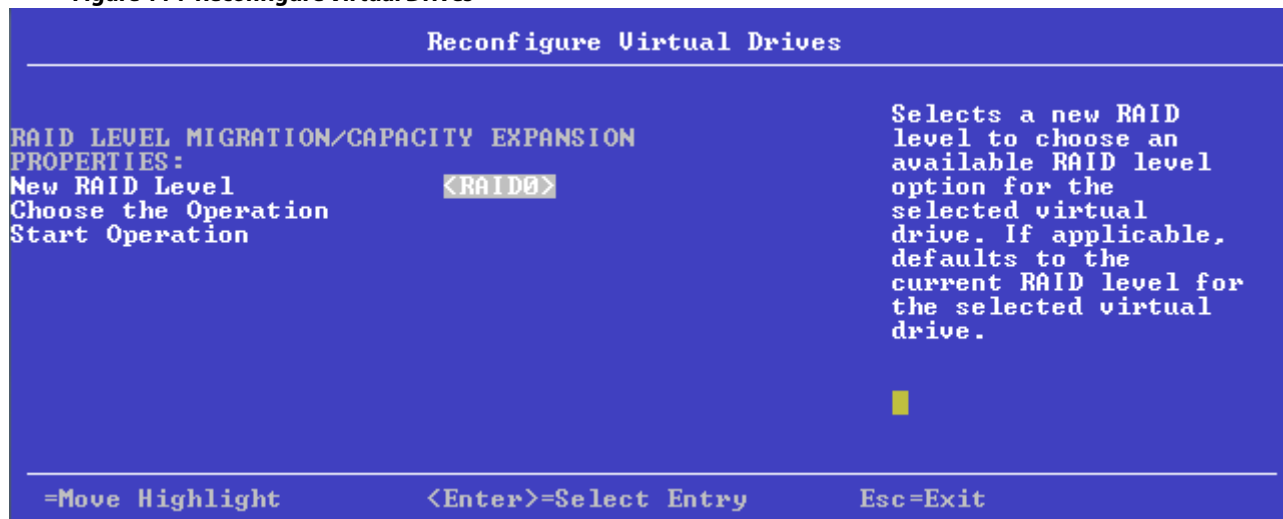 Reconfigure Virtual Drives
RAID LEVEL MIGRATION/CAPACITY EXPANSION
PROPERTIES:
New RAID Level <RAID0>
Choose the Operation
Start Operation
Selects a new RAID
level to choose an
available RAID level
option for the
selected virtual
drive. If applicable,
defaults to the
current RAID level for
the selected virtual
drive.
=Move Highlight <Enter>=Select Entry Esc=Exit